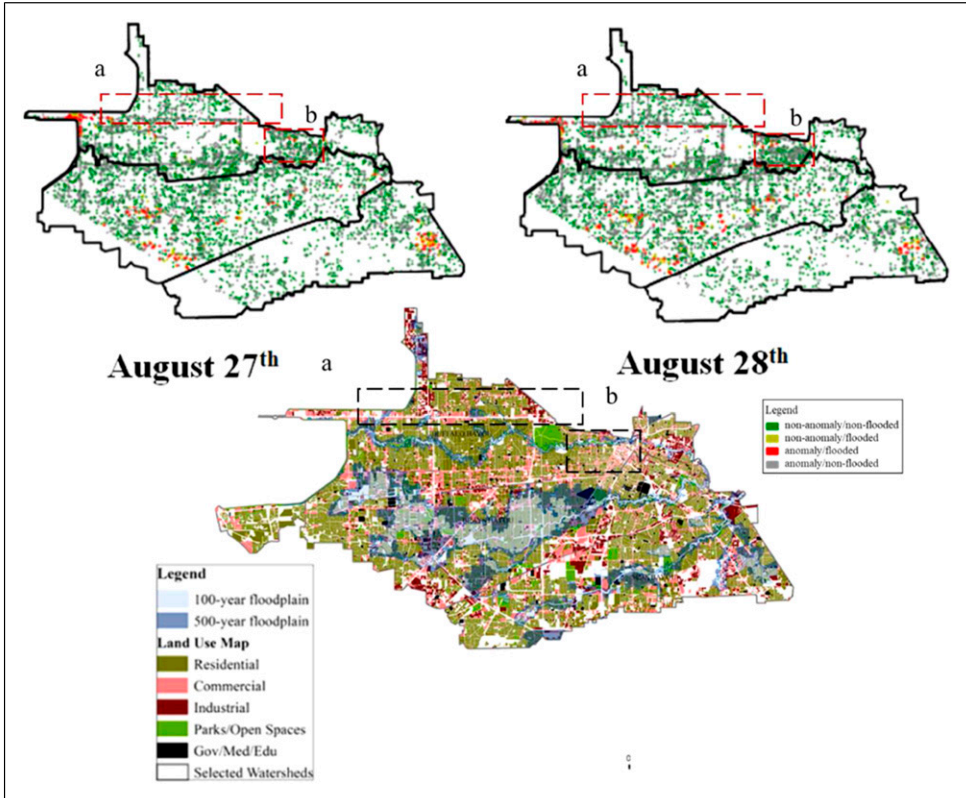 a
b
a
b
August 27th
August 28th
a
b
Legend
non-anomaly/non-flooded
non-anomaly/flooded
anomaly/flooded
anomaly/non-flooded
Legend
100-year floodplain
500-year floodplain
Land Use Map
Residential
Commercial
Industrial
Parks/Open Spaces
Gov/Med/Edu
Selected Watersheds